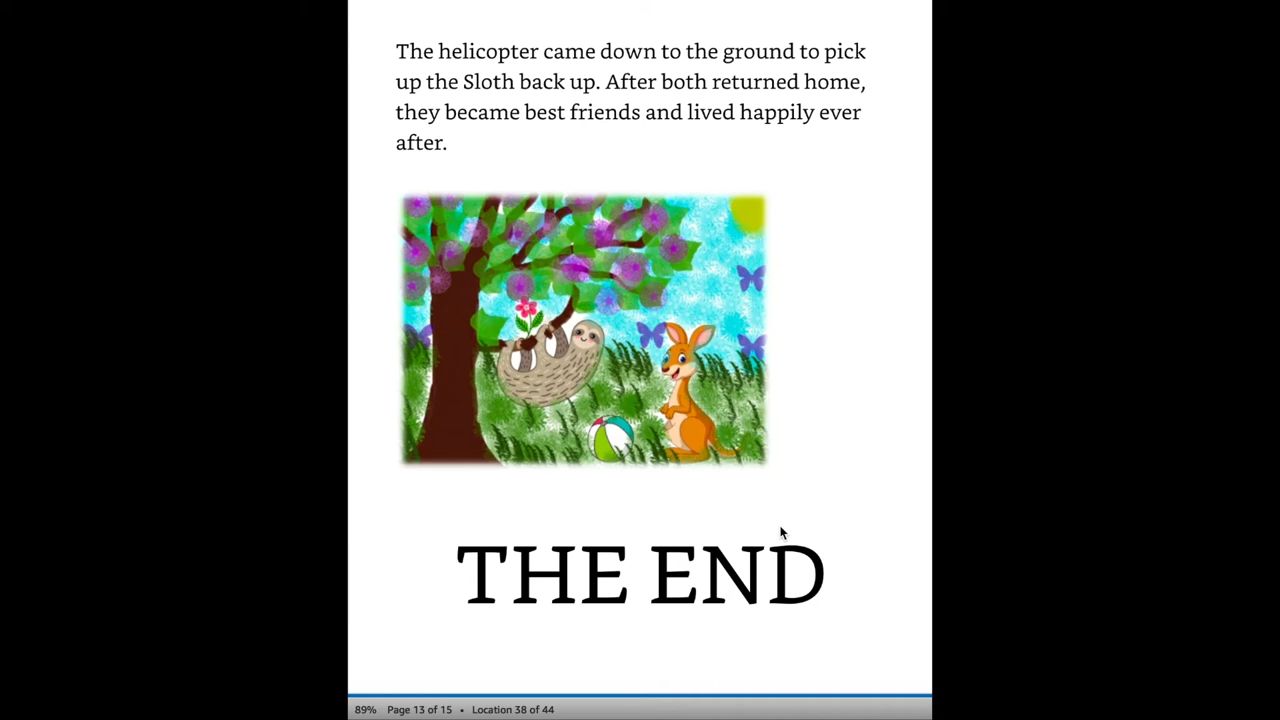 The helicopter came down to the ground to pick
up the Sloth back up. After both returned home,
they became best friends and lived happily ever
after.
THE END
89% Page 13 of 15 • Location 38 of 44